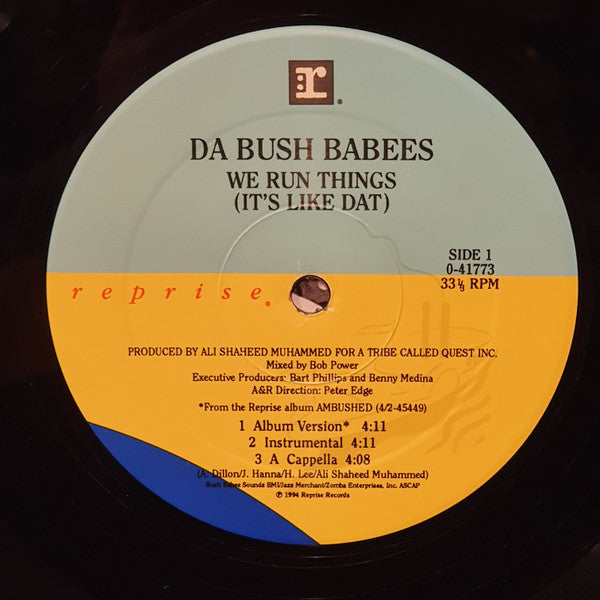 r®
DA BUSH BABEES
WE RUN THINGS
(IT'S LIKE DAT)
SIDE 1
0-41773
33⅓ RPM
reprise®
PRODUCED BY ALI SHAHEED MUHAMMED FOR A TRIBE CALLED QUEST INC.
Mixed by Bob Power
Executive Producers: Bart Phillips and Benny Medina
A&R Direction: Peter Edge
*From the Reprise album AMBUSHED (4/2-45449)
1 Album Version* 4:11
2 Instrumental 4:11
3 A Cappella 4:08
(A. Dillon/J. Hanna/H. Lee/Ali Shaheed Muhammed)
Bush Babee Sounds BMI/Jazz Merchant/Zomba Enterprises, Inc. ASCAP
℗ 1994 Reprise Records